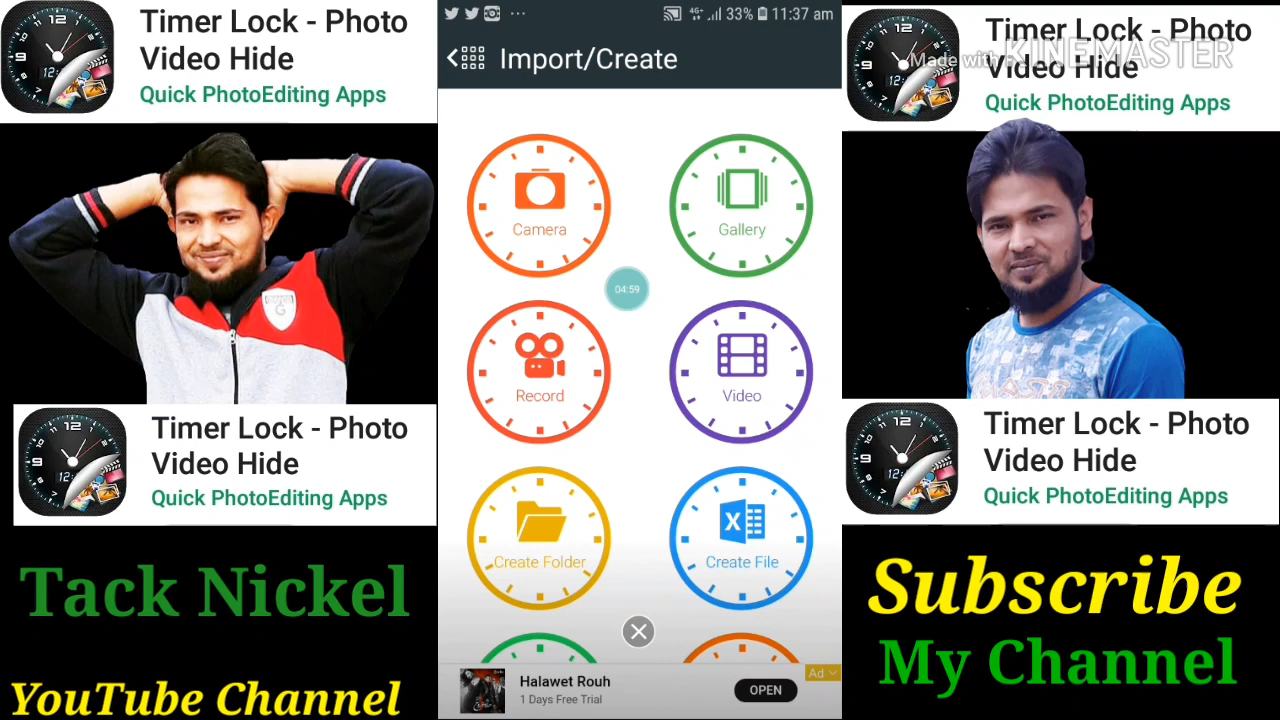 Timer Lock - Photo
Video Hide
Quick PhotoEditing Apps
Timer Lock - Photo
Video Hide
Quick PhotoEditing Apps
Tack Nickel
YouTube Channel
4G+ 33% 11:37 am
Import/Create
Camera
Gallery
04:59
Record
Video
Create Folder
X
Create File
Halawet Rouh
1 Days Free Trial
Ad
OPEN
Timer Lock - Photo
Made with KINEMASTER
Video Hide
Quick PhotoEditing Apps
Timer Lock - Photo
Video Hide
Quick PhotoEditing Apps
Subscribe
My Channel